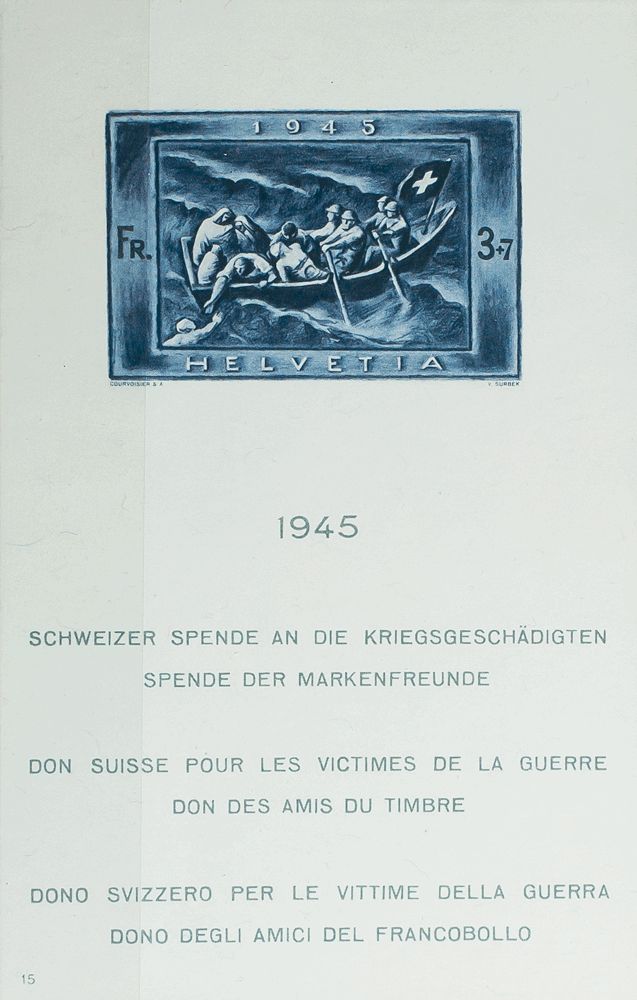 1945
FR. 3+7
HELVETIA
COURVOISIER S A V. SURBEK
1945
SCHWEIZER SPENDE AN DIE KRIEGSGESCHÄDIGTEN
SPENDE DER MARKENFREUNDE
DON SUISSE POUR LES VICTIMES DE LA GUERRE
DON DES AMIS DU TIMBRE
DONO SVIZZERO PER LE VITTIME DELLA GUERRA
DONO DEGLI AMICI DEL FRANCOBOLLO
15